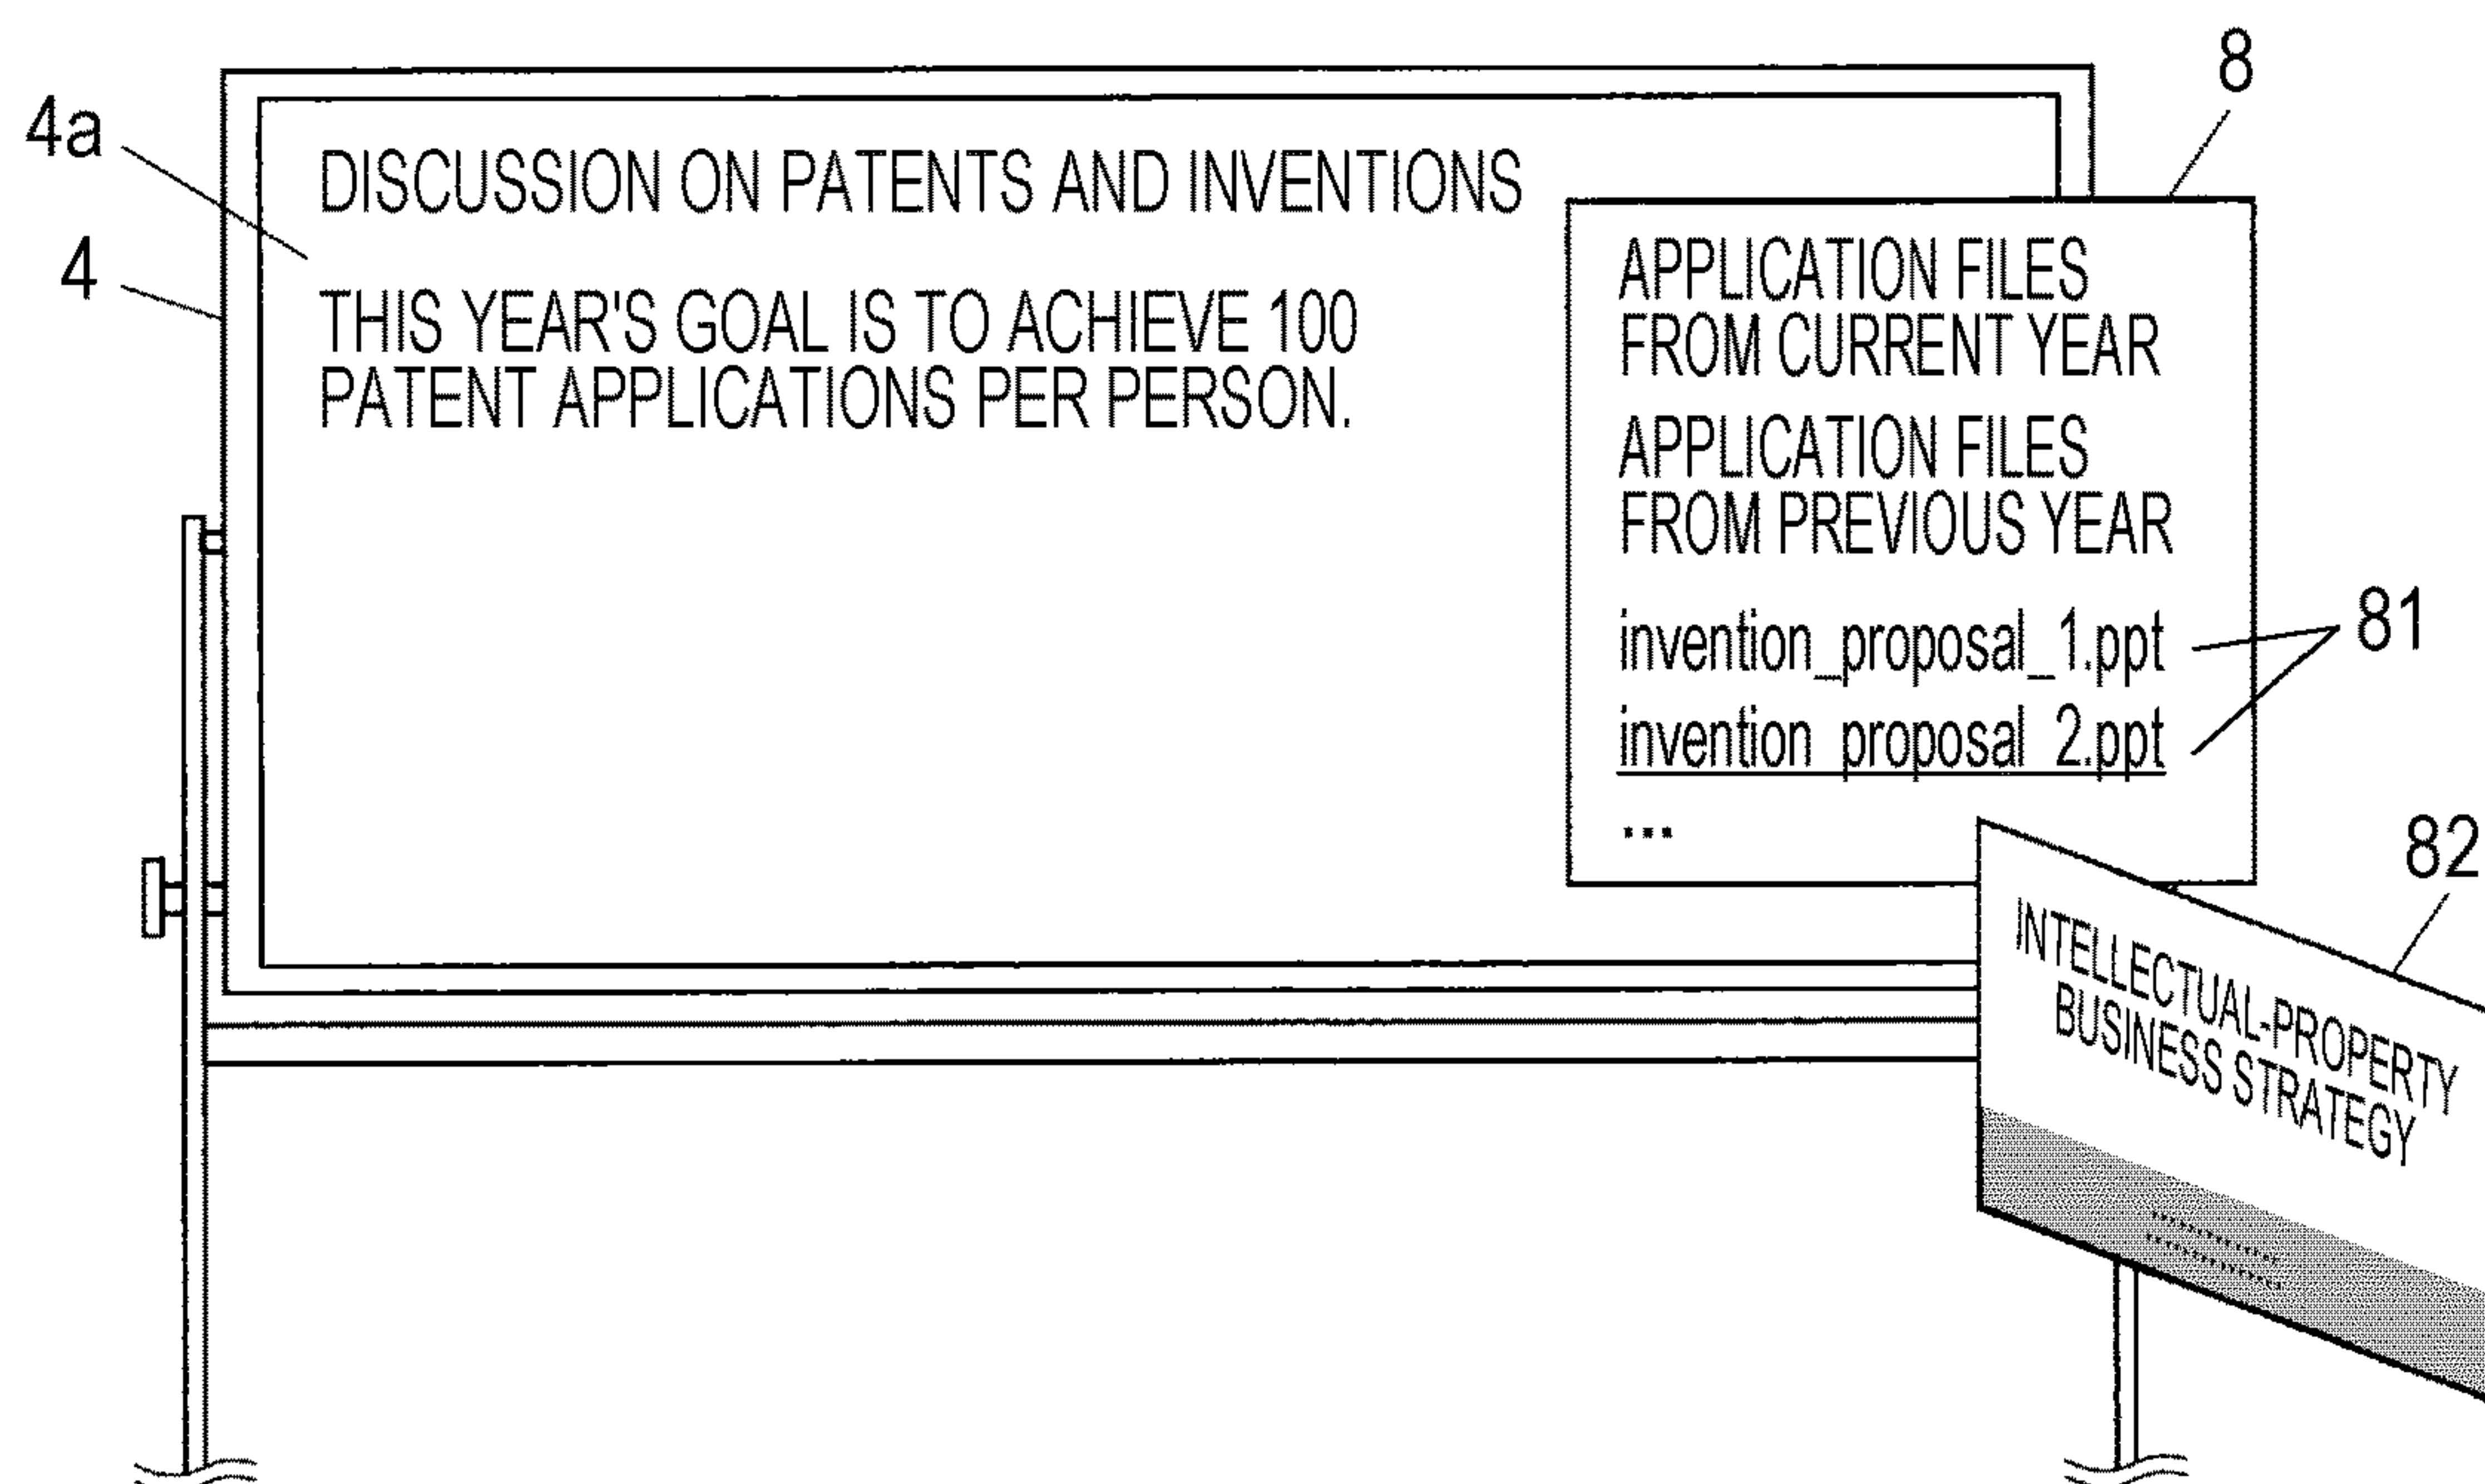 4a
4
8
DISCUSSION ON PATENTS AND INVENTIONS
THIS YEAR'S GOAL IS TO ACHIEVE 100
PATENT APPLICATIONS PER PERSON.
APPLICATION FILES
FROM CURRENT YEAR
APPLICATION FILES
FROM PREVIOUS YEAR
invention_proposal_1.ppt
invention_proposal_2.ppt
...
81
82
INTELLECTUAL-PROPERTY
BUSINESS STRATEGY